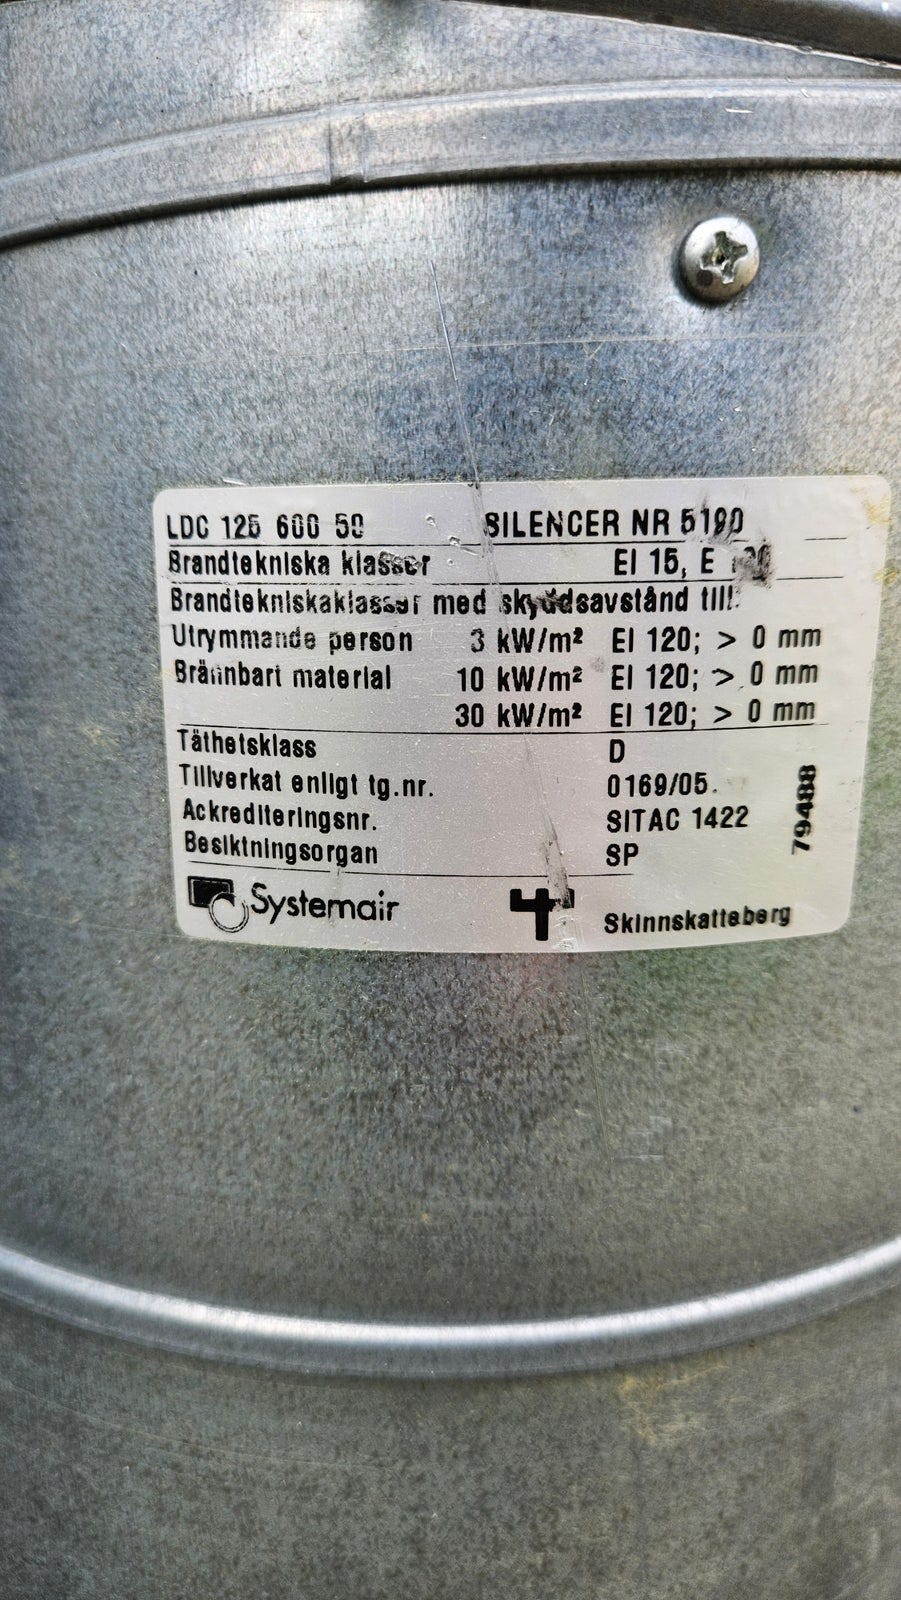 LDC 125 600 50 SILENCER NR 5190
Brandtekniska klasser EI 15, E
Brandtekniskaklasser med skyddsavstånd till:
Utrymmande person 3 kW/m² EI 120; > 0 mm
Brännbart material 10 kW/m² EI 120; > 0 mm
30 kW/m² EI 120; > 0 mm
Täthetsklass D
Tillverkat enligt tg.nr. 0169/05.
Ackrediteringsnr. SITAC 1422
Besiktningsorgan SP
79488
Systemair Skinnskatteberg